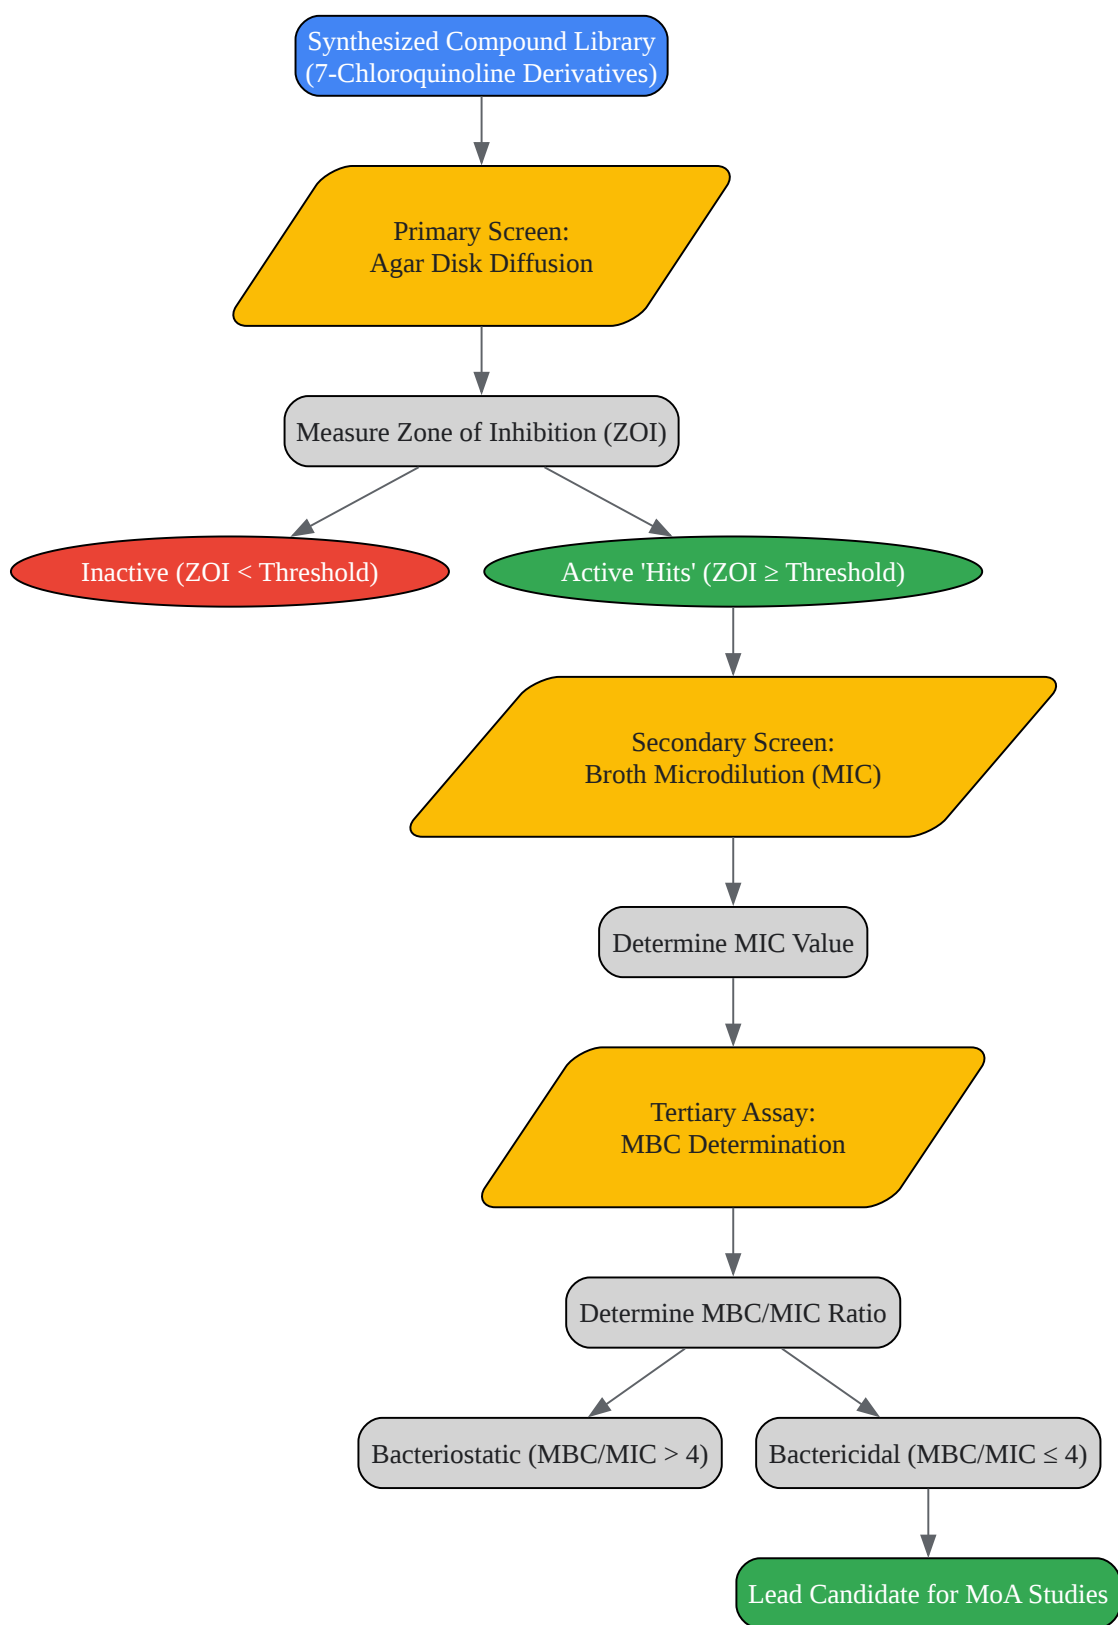 Synthesized Compound Library
(7-Chloroquinoline Derivatives)
Primary Screen:
Agar Disk Diffusion
Measure Zone of Inhibition (ZOI)
Inactive (ZOI < Threshold)
Active 'Hits' (ZOI ≥ Threshold)
Secondary Screen:
Broth Microdilution (MIC)
Determine MIC Value
Tertiary Assay:
MBC Determination
Determine MBC/MIC Ratio
Bacteriostatic (MBC/MIC > 4)
Bactericidal (MBC/MIC ≤ 4)
Lead Candidate for MoA Studies